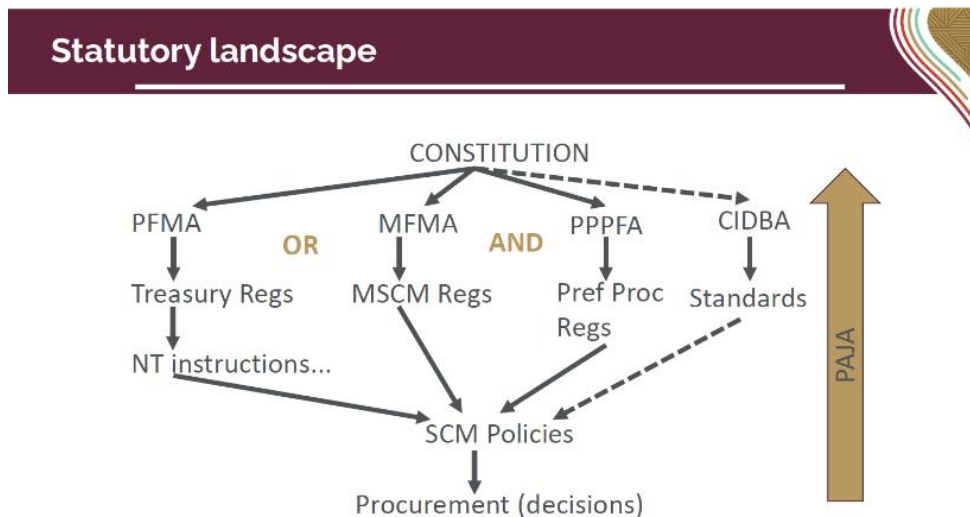 Statutory landscape
CONSTITUTION
PFMA
OR
MFMA
AND
PPPFA
CIDBA
Treasury Regs
MSCM Regs
Pref Proc
Regs
Standards
NT instructions...
SCM Policies
Procurement (decisions)
PAJA